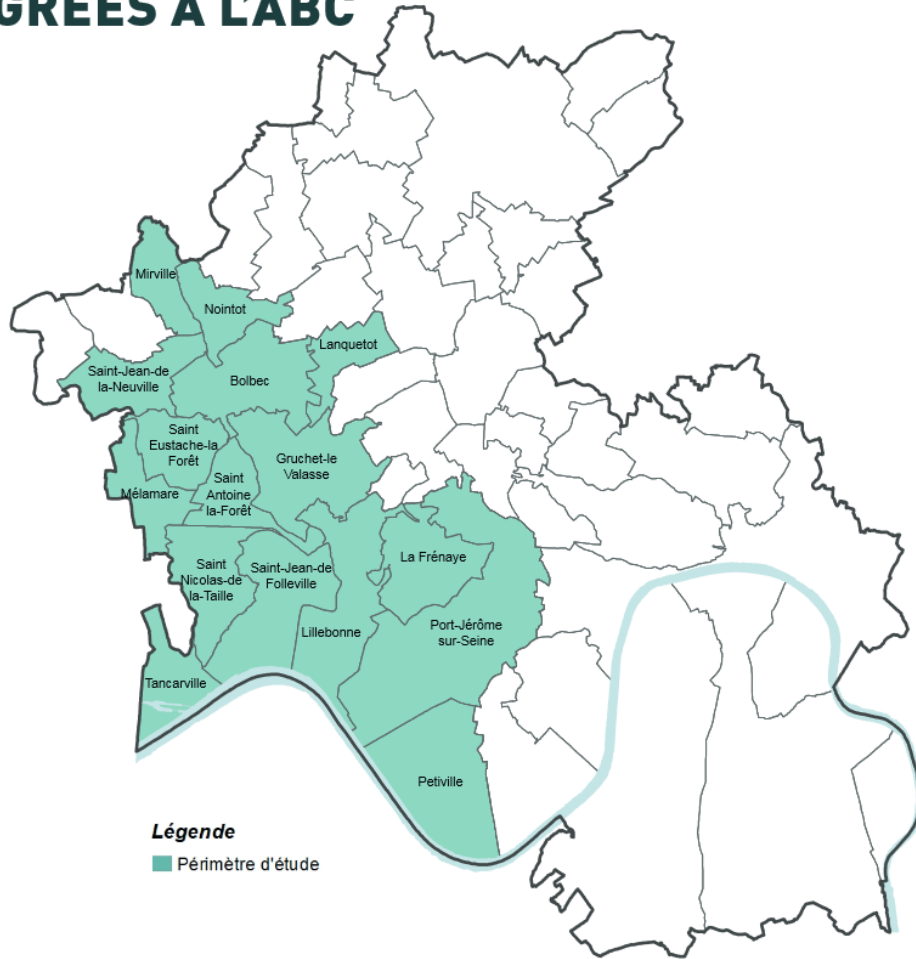 GRÉES À L'ABC
Mirville
Nointot
Lanquetot
Saint-Jean-de
la-Neuville
Bolbec
Saint
Eustache-la
Forêt
Gruchet-le
Valasse
Saint
Antoine
la-Forêt
Mélamare
La Frénaye
Saint
Nicolas-de
la-Taille
Saint-Jean-de
Folleville
Lillebonne
Port-Jérôme
sur-Seine
Tancarville
Petiville
Légende
Périmètre d'étude